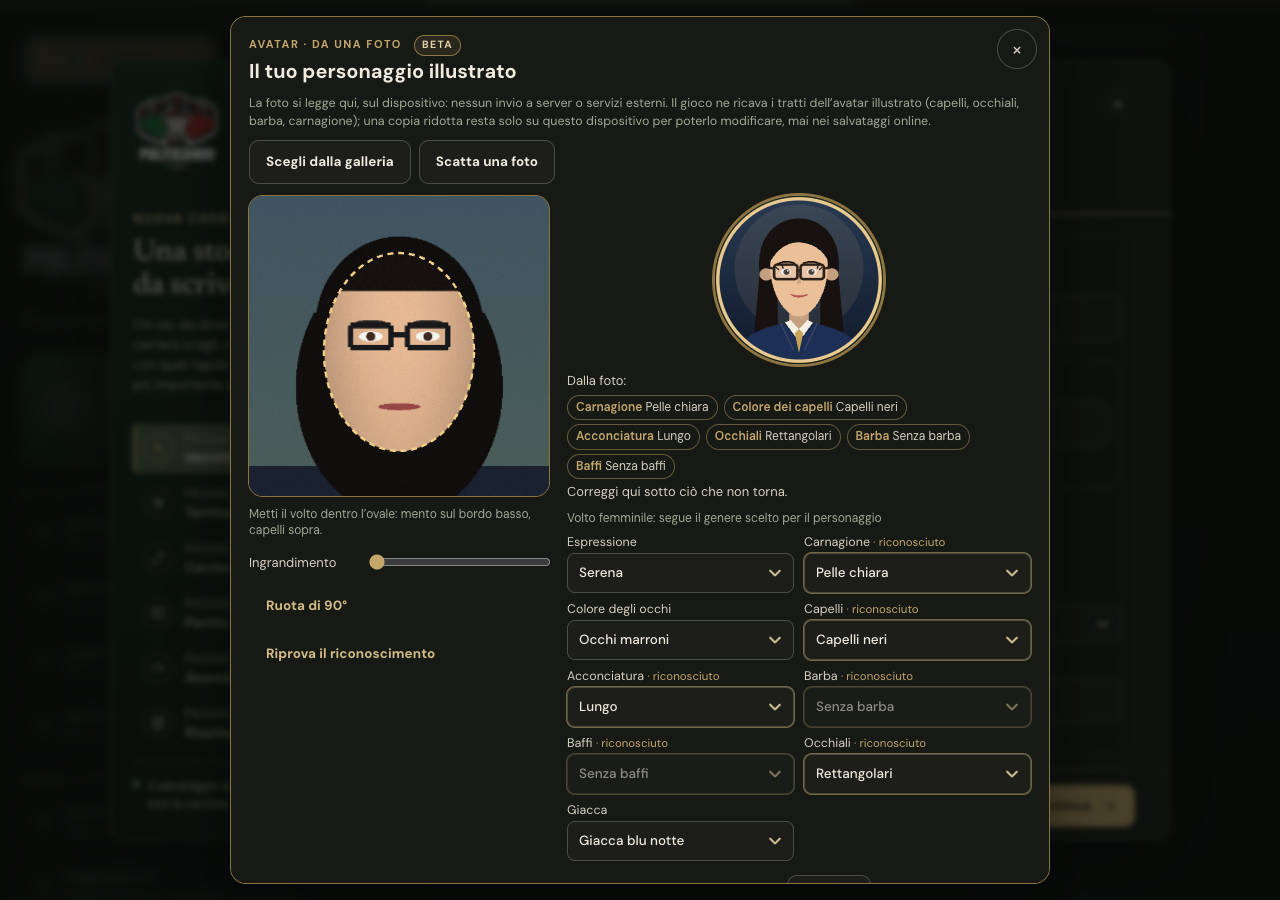 AVATAR · DA UNA FOTO BETA
Il tuo personaggio illustrato
×
La foto si legge qui, sul dispositivo: nessun invio a server o servizi esterni. Il gioco ne ricava i tratti dell’avatar illustrato (capelli, occhiali,
barba, carnagione); una copia ridotta resta solo su questo dispositivo per poterlo modificare, mai nei salvataggi online.
Scegli dalla galleria
Scatta una foto
Metti il volto dentro l’ovale: mento sul bordo basso,
capelli sopra.
Ingrandimento
Ruota di 90°
Riprova il riconoscimento
Dalla foto:
Carnagione Pelle chiara
Colore dei capelli Capelli neri
Acconciatura Lungo
Occhiali Rettangolari
Barba Senza barba
Baffi Senza baffi
Correggi qui sotto ciò che non torna.
Volto femminile: segue il genere scelto per il personaggio
Espressione
Serena
Carnagione · riconosciuto
Pelle chiara
Colore degli occhi
Occhi marroni
Capelli · riconosciuto
Capelli neri
Acconciatura · riconosciuto
Lungo
Barba · riconosciuto
Senza barba
Baffi · riconosciuto
Senza baffi
Occhiali · riconosciuto
Rettangolari
Giacca
Giacca blu notte
Una sto
da scriv